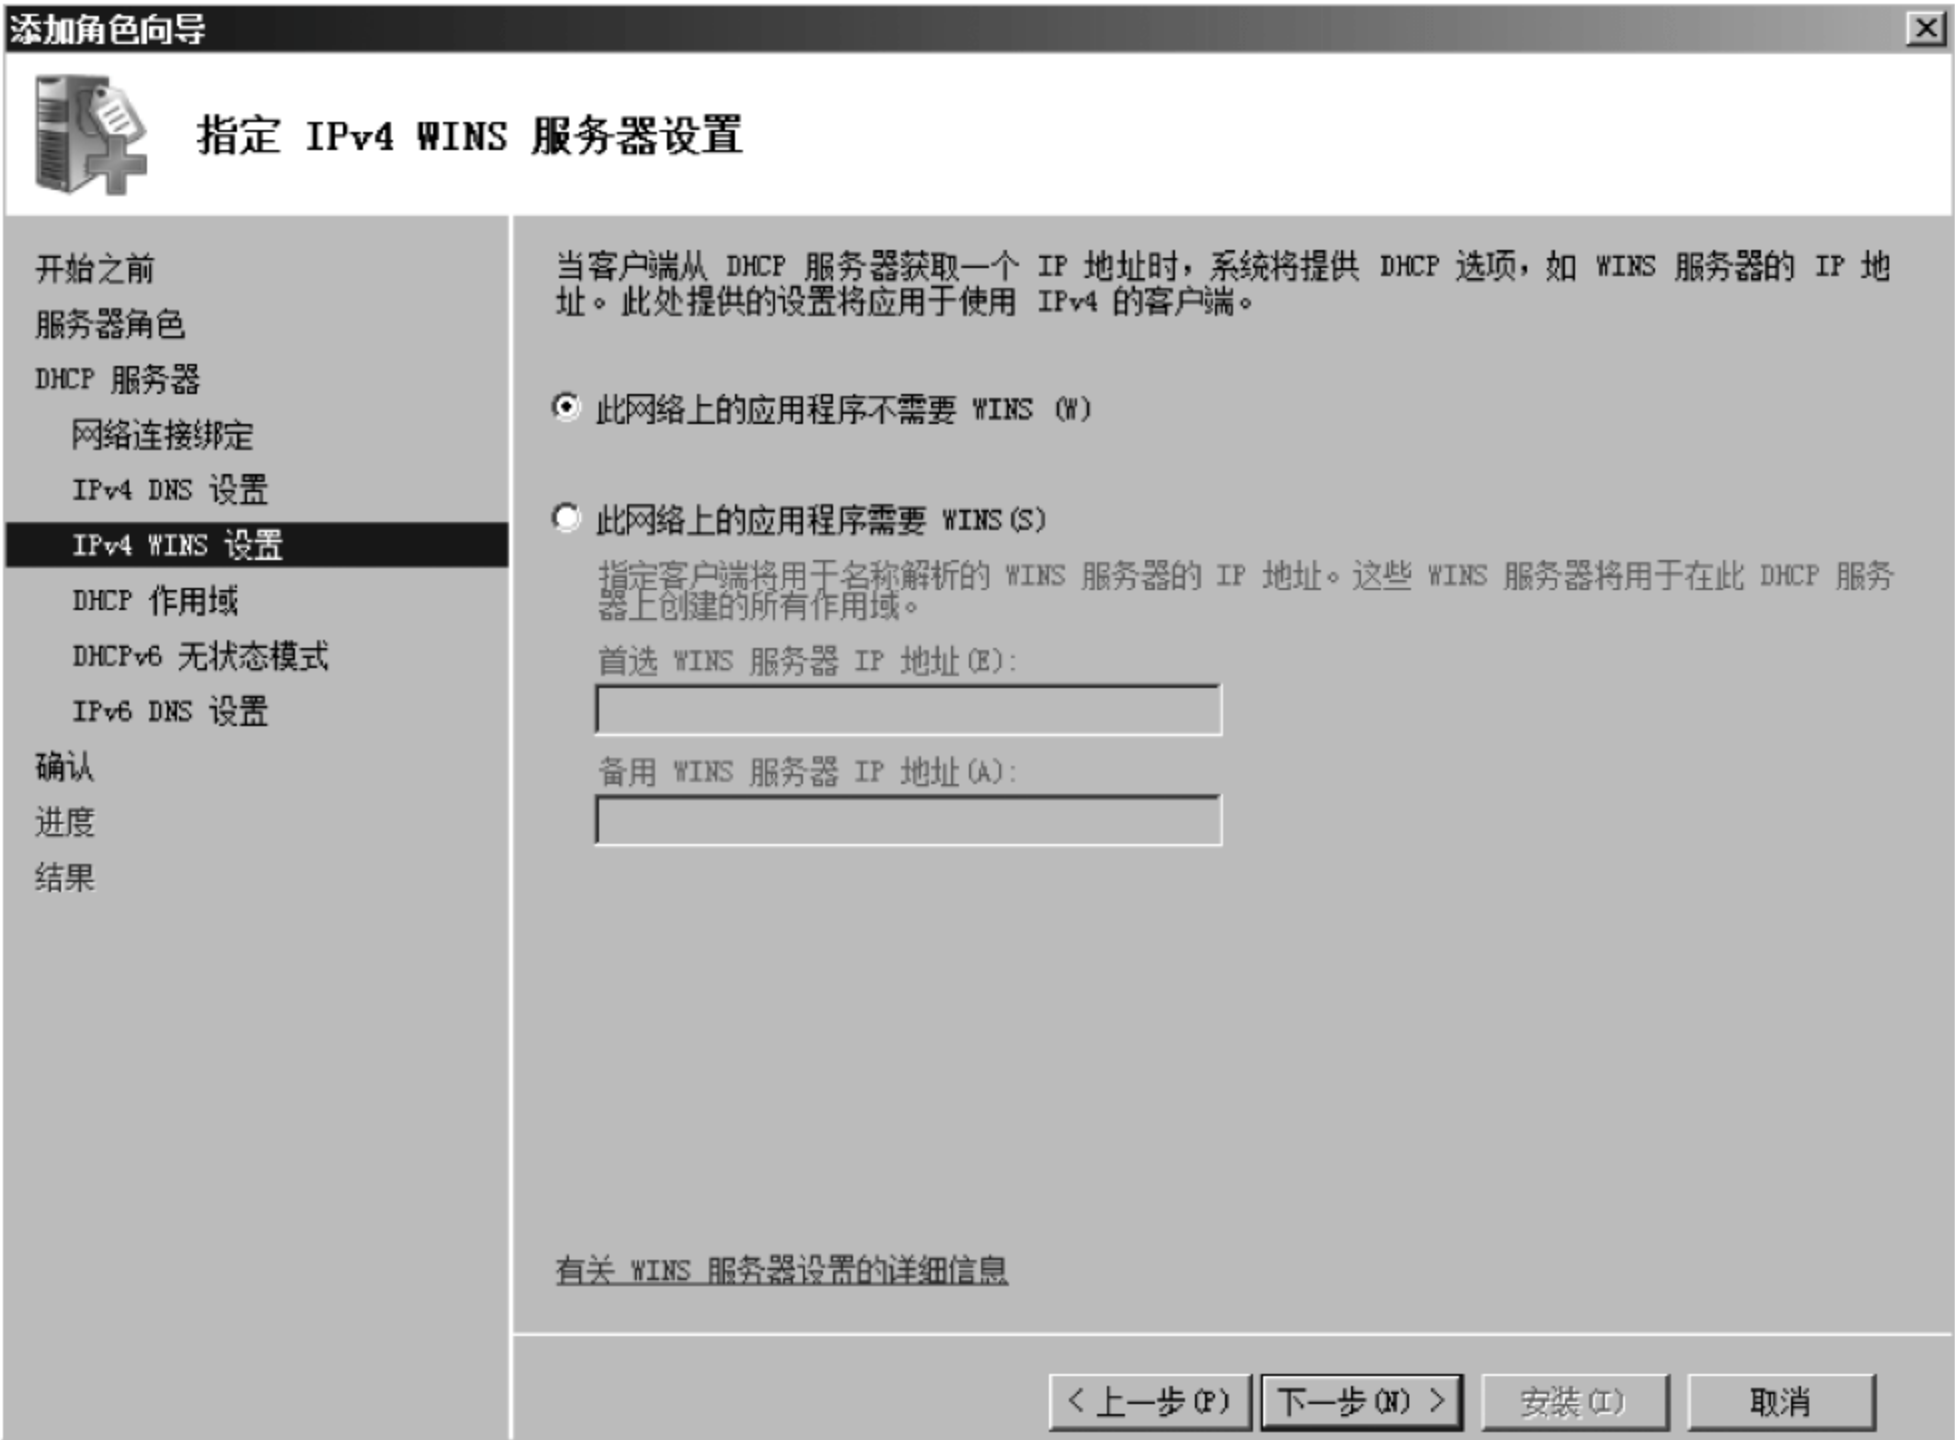 添加角色向导
指定 IPv4 WINS 服务器设置
开始之前
服务器角色
DHCP 服务器
网络连接绑定
IPv4 DNS 设置
IPv4 WINS 设置
DHCP 作用域
DHCPv6 无状态模式
IPv6 DNS 设置
确认
进度
结果
当客户端从 DHCP 服务器获取一个 IP 地址时，系统将提供 DHCP 选项，如 WINS 服务器的 IP 地
址。此处提供的设置将应用于使用 IPv4 的客户端。
此网络上的应用程序不需要 WINS (W)
此网络上的应用程序需要 WINS(S)
指定客户端将用于名称解析的 WINS 服务器的 IP 地址。这些 WINS 服务器将用于在此 DHCP 服务
器上创建的所有作用域。
首选 WINS 服务器 IP 地址(E):
备用 WINS 服务器 IP 地址(A):
有关 WINS 服务器设置的详细信息
< 上一步(P)
下一步(N) >
安装(I)
取消